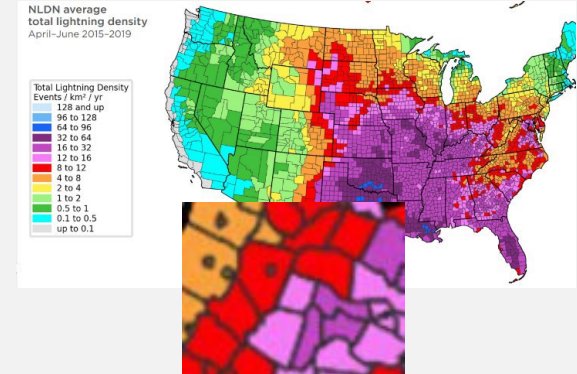 NLDN average
total lightning density
April–June 2015–2019
Total Lightning Density
Events / km² / yr
128 and up
96 to 128
64 to 96
32 to 64
16 to 32
12 to 16
8 to 12
4 to 8
2 to 4
1 to 2
0.5 to 1
0.1 to 0.5
up to 0.1